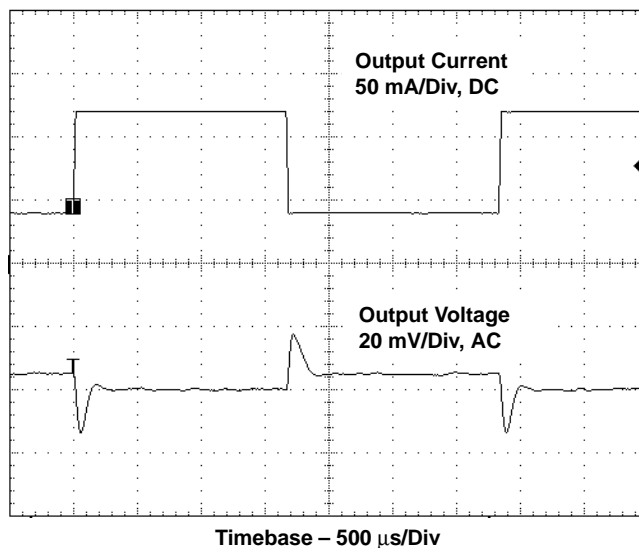 Output Current
50 mA/Div, DC
Output Voltage
20 mV/Div, AC
Timebase – 500 μs/Div